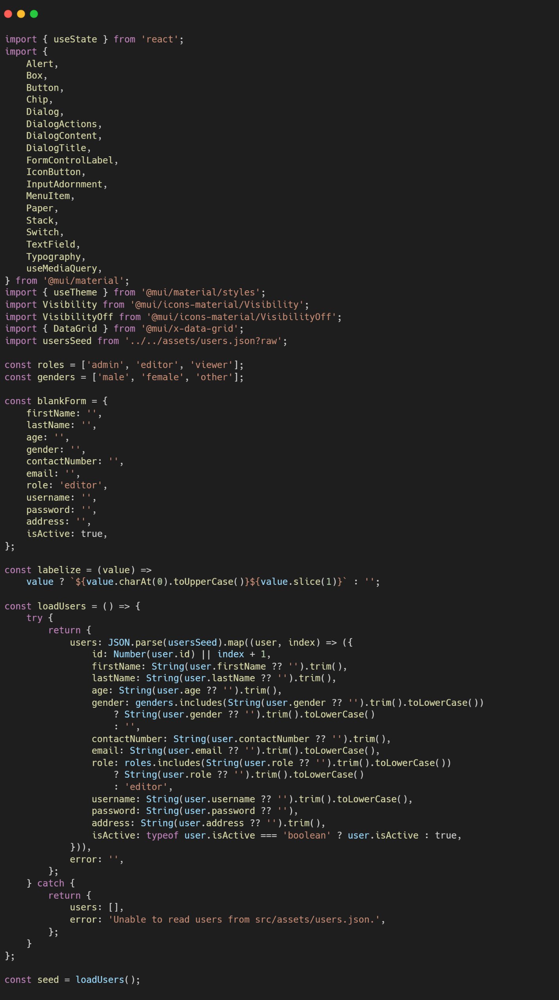 import { useState } from 'react';
import {
    Alert,
    Box,
    Button,
    Chip,
    Dialog,
    DialogActions,
    DialogContent,
    DialogTitle,
    FormControlLabel,
    IconButton,
    InputAdornment,
    MenuItem,
    Paper,
    Stack,
    Switch,
    TextField,
    Typography,
    useMediaQuery,
} from '@mui/material';
import { useTheme } from '@mui/material/styles';
import Visibility from '@mui/icons-material/Visibility';
import VisibilityOff from '@mui/icons-material/VisibilityOff';
import { DataGrid } from '@mui/x-data-grid';
import usersSeed from '../../assets/users.json?raw';

const roles = ['admin', 'editor', 'viewer'];
const genders = ['male', 'female', 'other'];

const blankForm = {
    firstName: '',
    lastName: '',
    age: '',
    gender: '',
    contactNumber: '',
    email: '',
    role: 'editor',
    username: '',
    password: '',
    address: '',
    isActive: true,
};

const labelize = (value) =>
    value ? `${value.charAt(0).toUpperCase()}${value.slice(1)}` : '';

const loadUsers = () => {
    try {
        return {
            users: JSON.parse(usersSeed).map((user, index) => ({
                id: Number(user.id) || index + 1,
                firstName: String(user.firstName ?? '').trim(),
                lastName: String(user.lastName ?? '').trim(),
                age: String(user.age ?? '').trim(),
                gender: genders.includes(String(user.gender ?? '').trim().toLowerCase())
                    ? String(user.gender ?? '').trim().toLowerCase()
                    : '',
                contactNumber: String(user.contactNumber ?? '').trim(),
                email: String(user.email ?? '').trim().toLowerCase(),
                role: roles.includes(String(user.role ?? '').trim().toLowerCase())
                    ? String(user.role ?? '').trim().toLowerCase()
                    : 'editor',
                username: String(user.username ?? '').trim().toLowerCase(),
                password: String(user.password ?? ''),
                address: String(user.address ?? '').trim(),
                isActive: typeof user.isActive === 'boolean' ? user.isActive : true,
            })),
            error: '',
        };
    } catch {
        return {
            users: [],
            error: 'Unable to read users from src/assets/users.json.',
        };
    }
};

const seed = loadUsers();